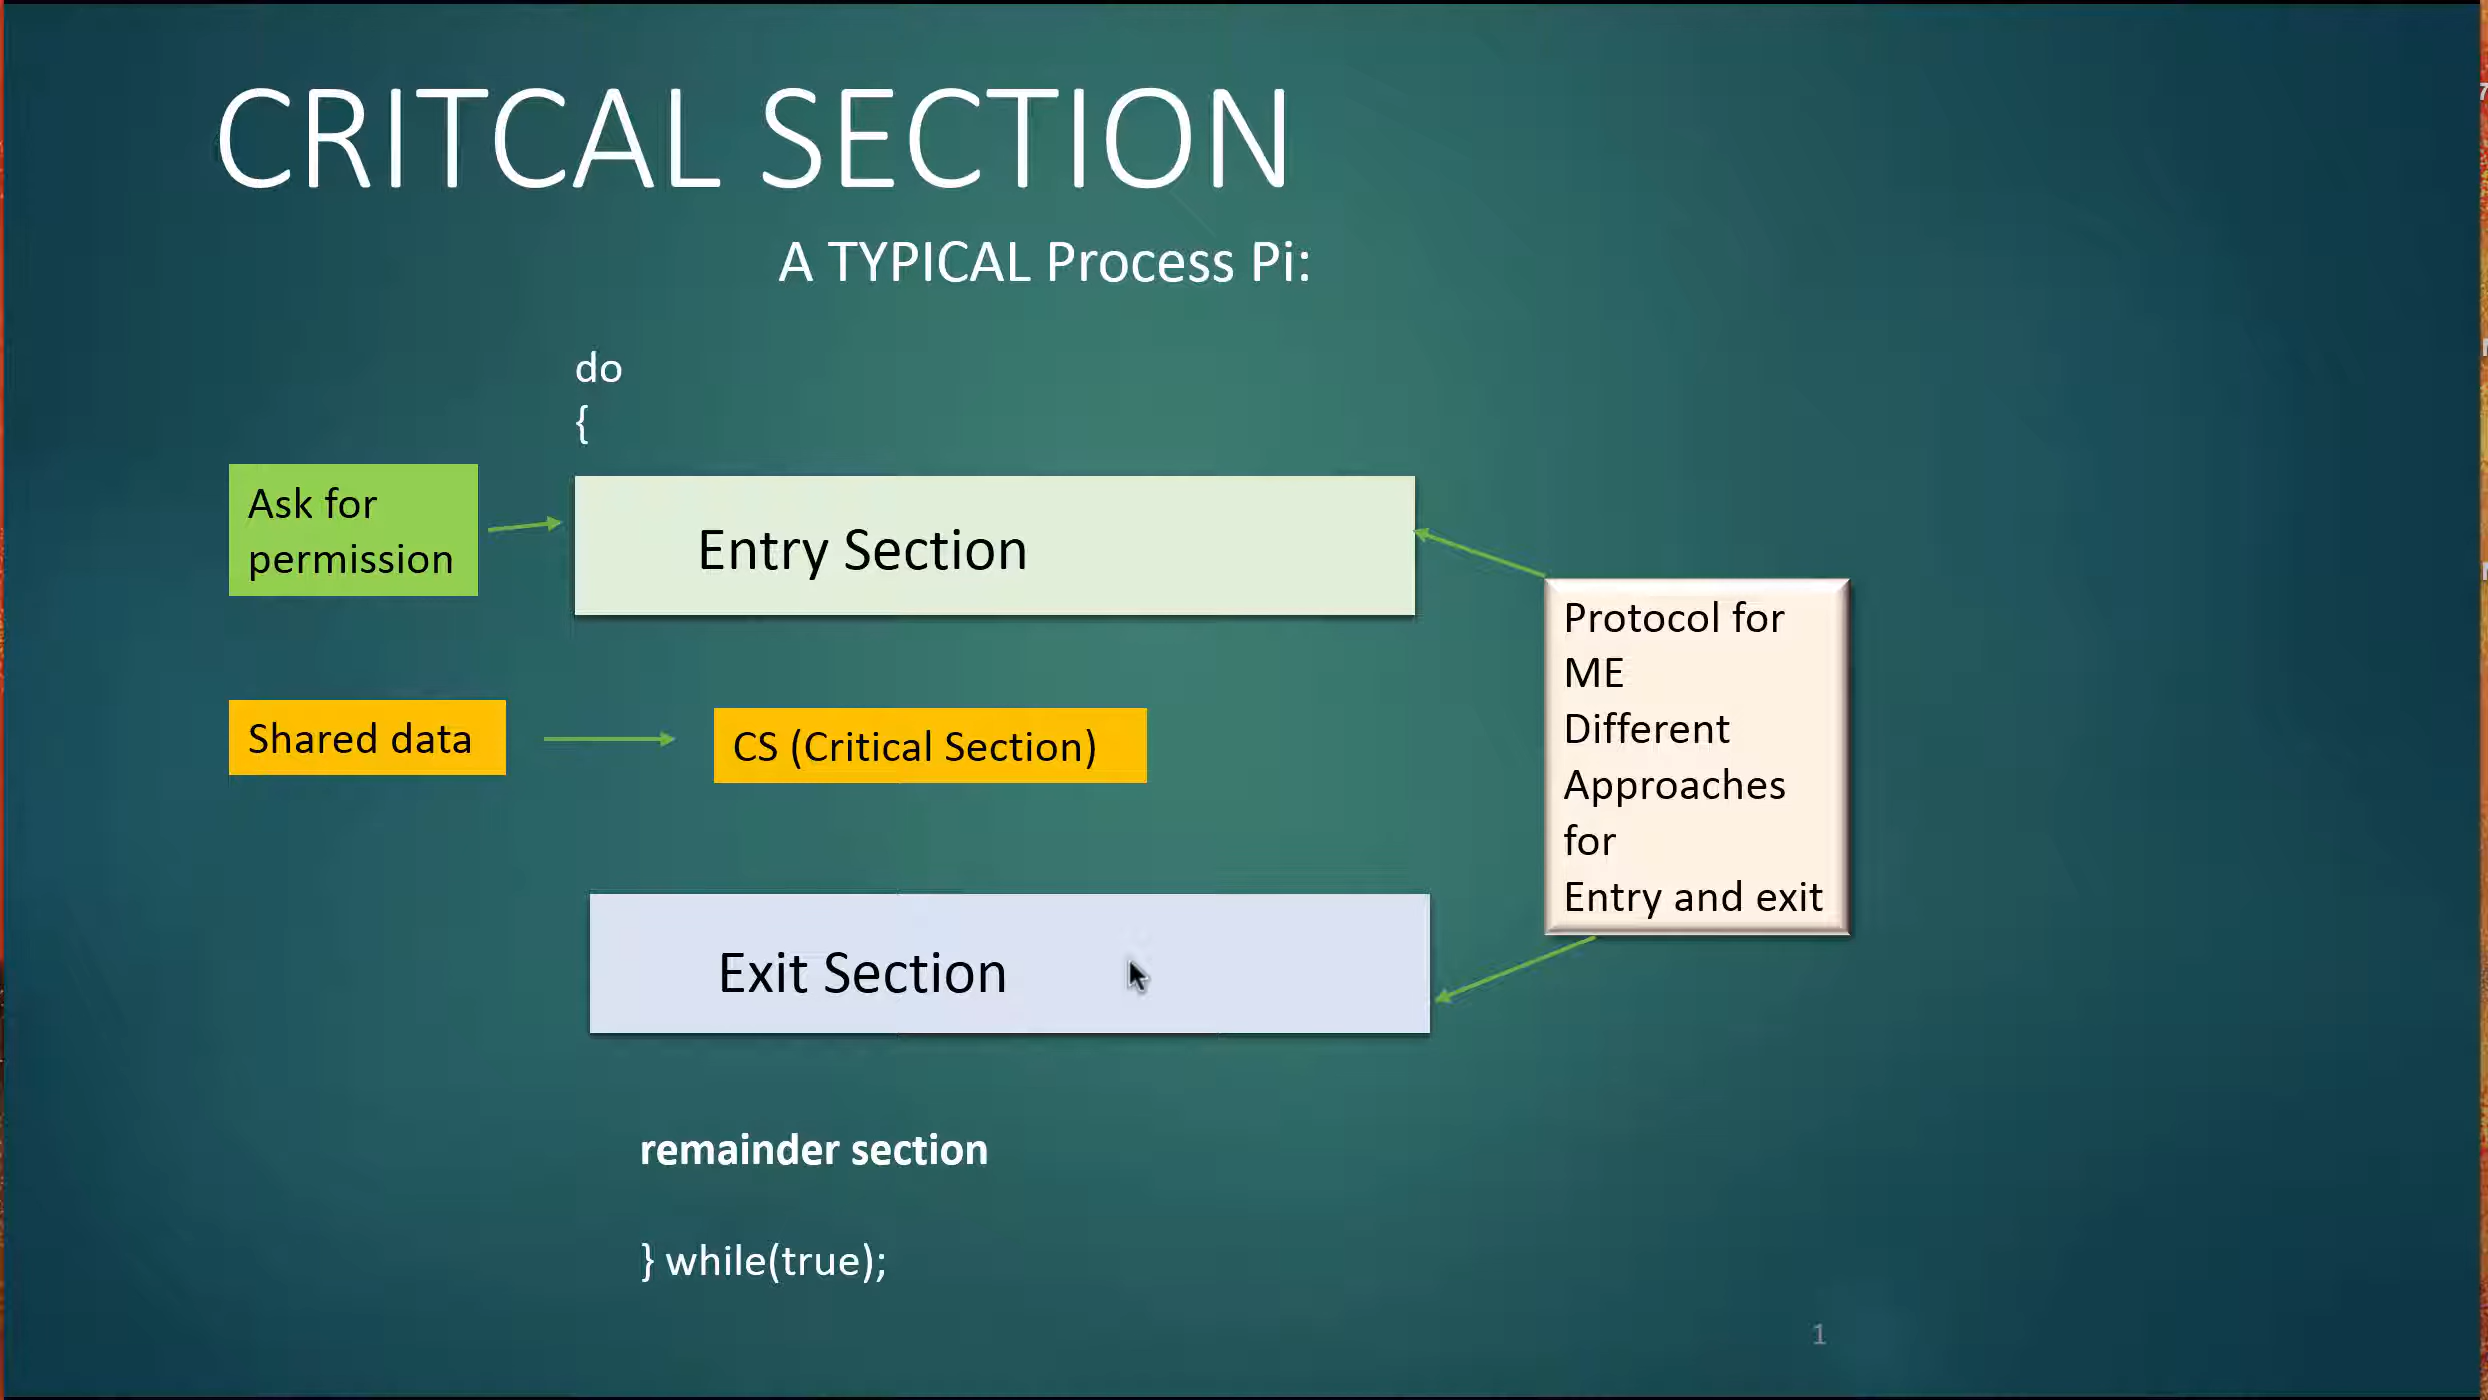 CRITCAL SECTION
A TYPICAL Process Pi:
do
{
Ask for
permission
Entry Section
Shared data
CS (Critical Section)
Protocol for
ME
Different
Approaches
for
Entry and exit
Exit Section
remainder section
} while(true);
1